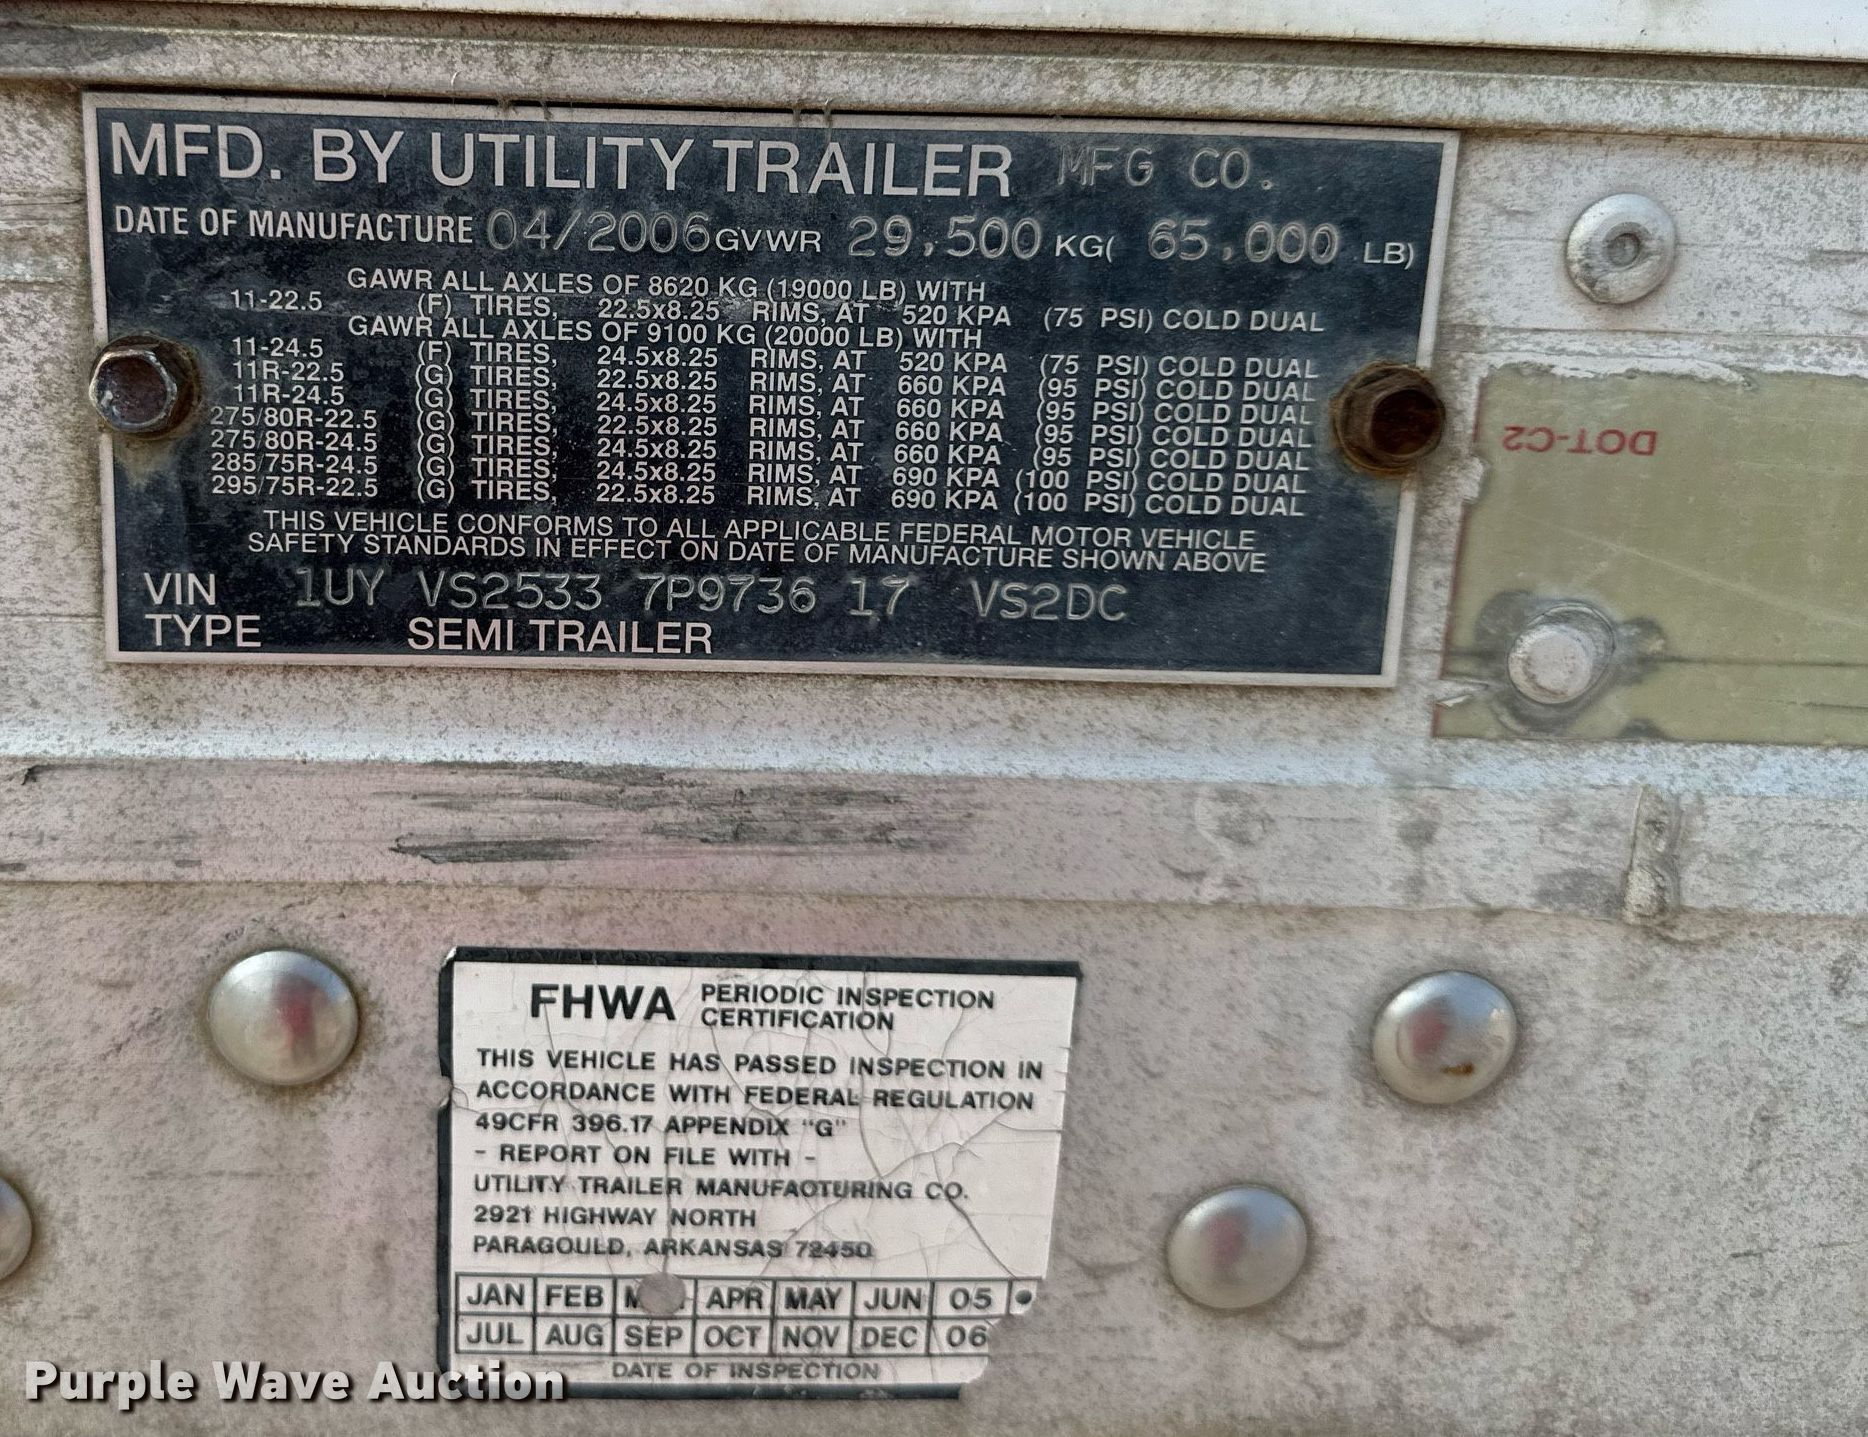 MFD. BY UTILITY TRAILER MFG CO.
DATE OF MANUFACTURE 04/2006 GVWR 29,500 KG( 65,000 LB)
GAWR ALL AXLES OF 8620 KG (19000 LB) WITH
11-22.5 (F) TIRES, 22.5x8.25 RIMS, AT 520 KPA (75 PSI) COLD DUAL
GAWR ALL AXLES OF 9100 KG (20000 LB) WITH
11-24.5 (F) TIRES, 24.5x8.25 RIMS, AT 520 KPA (75 PSI) COLD DUAL
11R-22.5 (G) TIRES, 22.5x8.25 RIMS, AT 660 KPA (95 PSI) COLD DUAL
11R-24.5 (G) TIRES, 24.5x8.25 RIMS, AT 660 KPA (95 PSI) COLD DUAL
275/80R-22.5 (G) TIRES, 22.5x8.25 RIMS, AT 660 KPA (95 PSI) COLD DUAL
275/80R-24.5 (G) TIRES, 24.5x8.25 RIMS, AT 660 KPA (95 PSI) COLD DUAL
285/75R-24.5 (G) TIRES, 24.5x8.25 RIMS, AT 690 KPA (100 PSI) COLD DUAL
295/75R-22.5 (G) TIRES, 22.5x8.25 RIMS, AT 690 KPA (100 PSI) COLD DUAL
THIS VEHICLE CONFORMS TO ALL APPLICABLE FEDERAL MOTOR VEHICLE
SAFETY STANDARDS IN EFFECT ON DATE OF MANUFACTURE SHOWN ABOVE
VIN 1UY VS2533 7P9736 17 VS2DC
TYPE SEMI TRAILER
DOT-C2
FHWA PERIODIC INSPECTION
CERTIFICATION
THIS VEHICLE HAS PASSED INSPECTION IN
ACCORDANCE WITH FEDERAL REGULATION
49CFR 396.17 APPENDIX "G"
- REPORT ON FILE WITH -
UTILITY TRAILER MANUFACTURING CO.
2921 HIGHWAY NORTH
PARAGOULD, ARKANSAS 72450
JAN FEB APR MAY JUN 05
JUL AUG SEP OCT NOV DEC 06
DATE OF INSPECTION
Purple Wave Auction